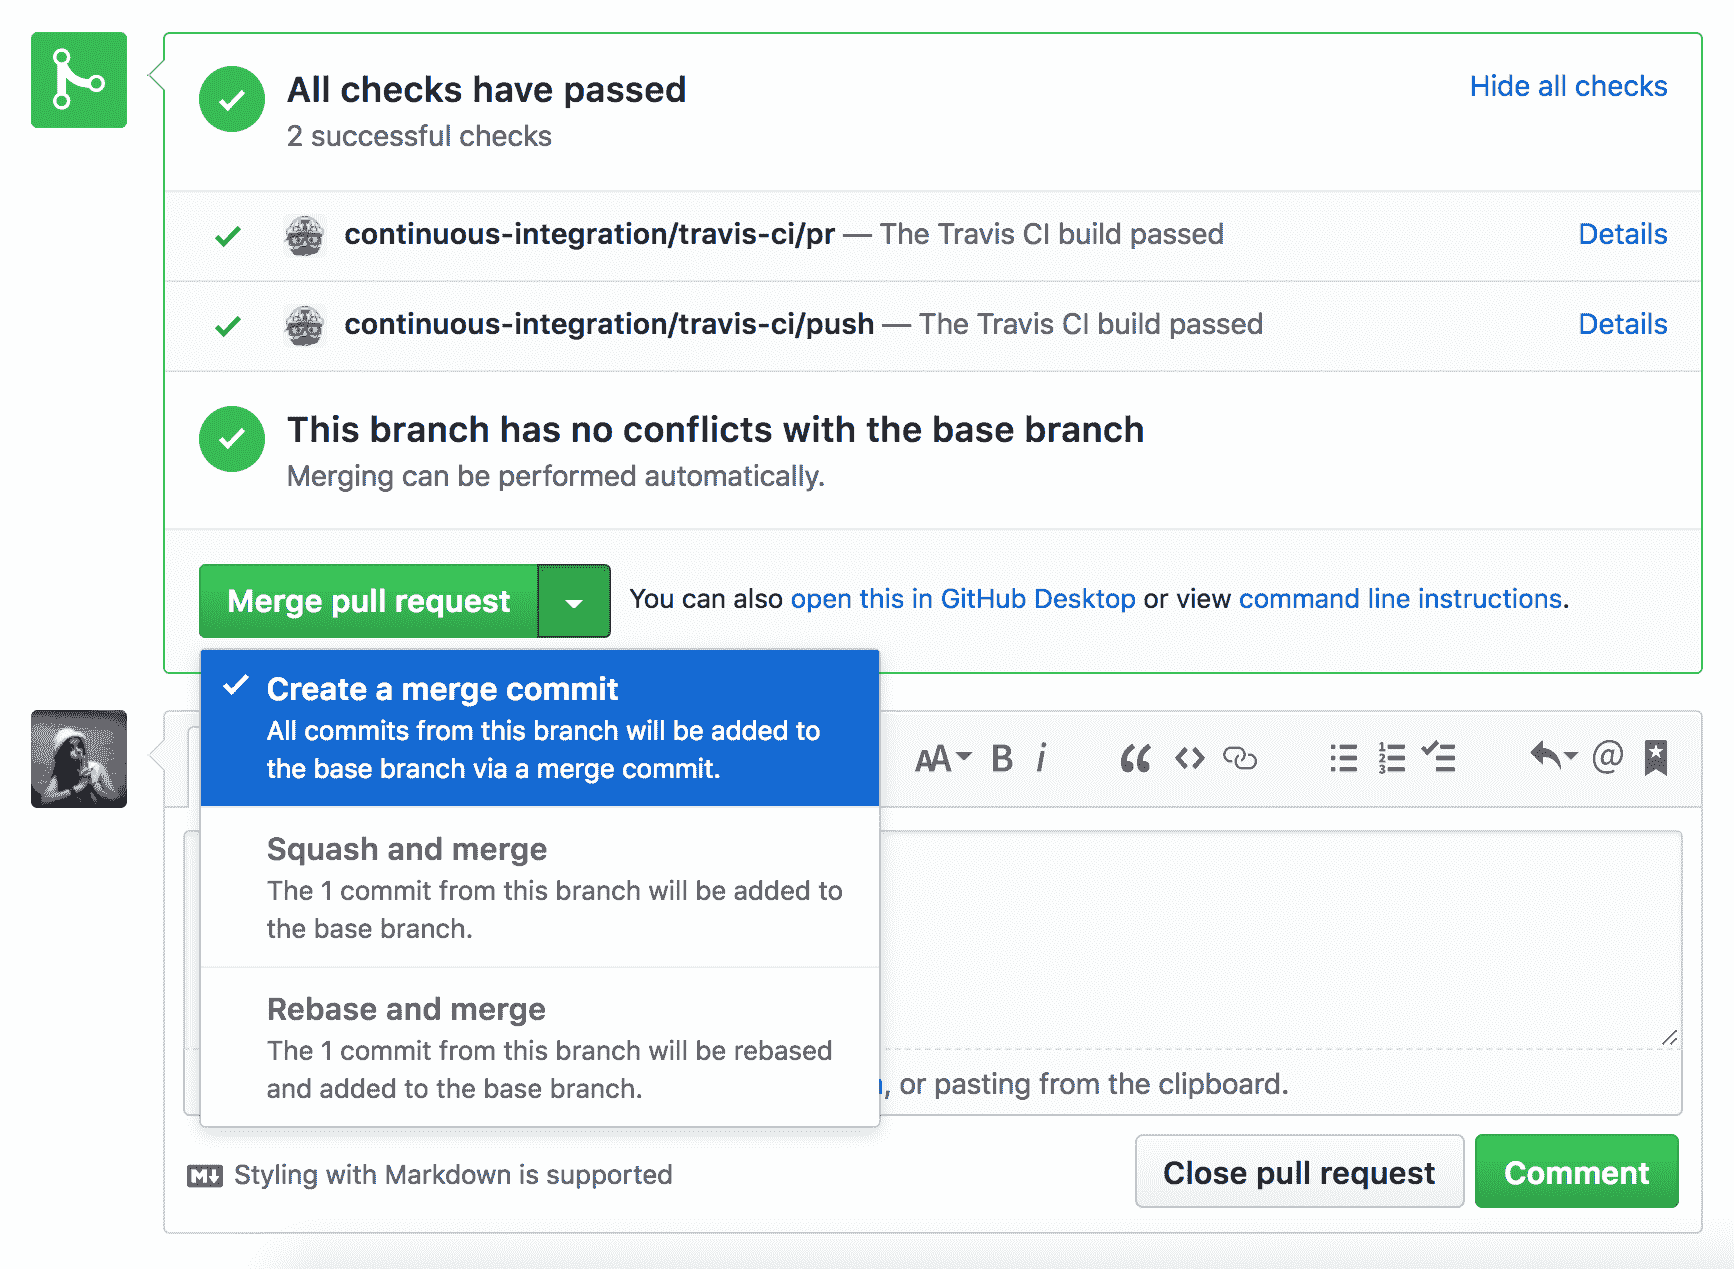 All checks have passed
Hide all checks
2 successful checks
continuous-integration/travis-ci/pr — The Travis CI build passed
Details
continuous-integration/travis-ci/push — The Travis CI build passed
Details
This branch has no conflicts with the base branch
Merging can be performed automatically.
Merge pull request
You can also open this in GitHub Desktop or view command line instructions.
Create a merge commit
All commits from this branch will be added to
the base branch via a merge commit.
AA B i
Squash and merge
The 1 commit from this branch will be added to
the base branch.
Rebase and merge
The 1 commit from this branch will be rebased
and added to the base branch.
, or pasting from the clipboard.
Styling with Markdown is supported
Close pull request
Comment